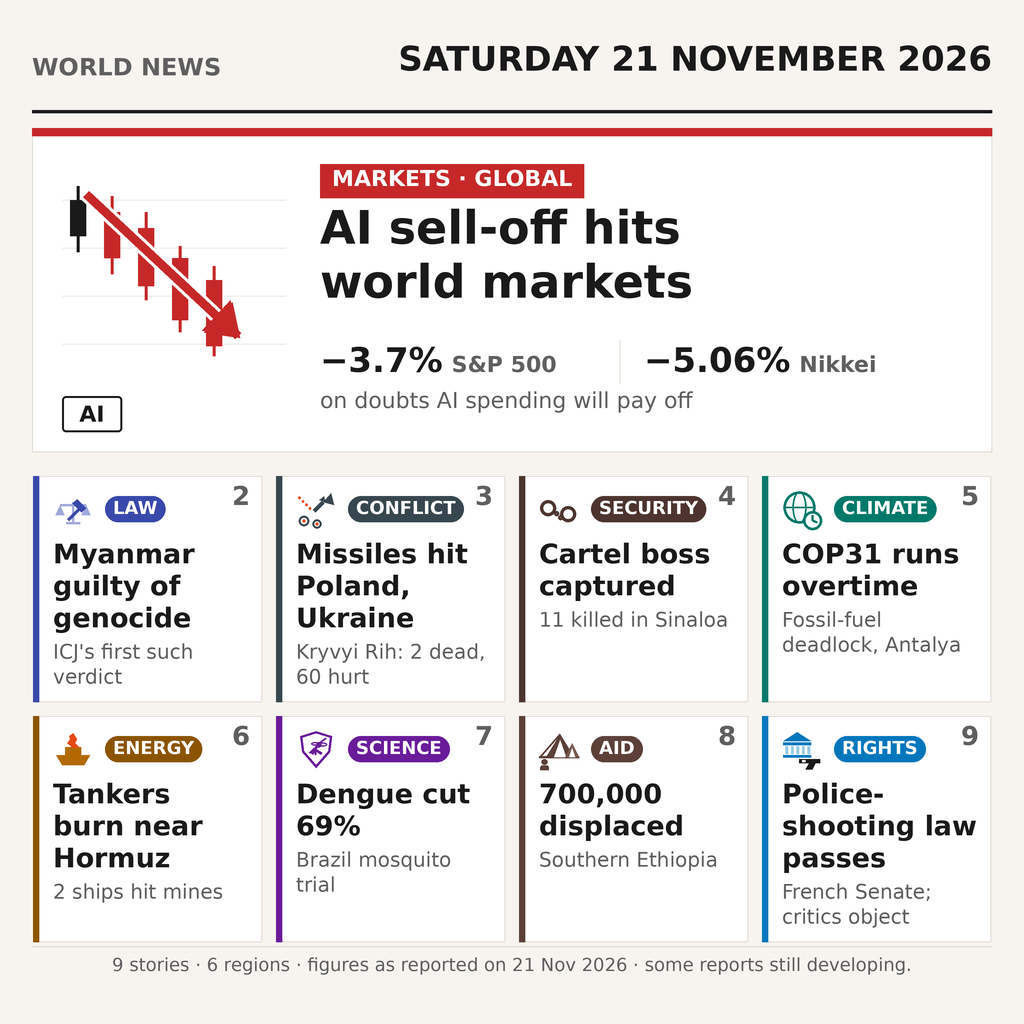 WORLD NEWS
SATURDAY 21 NOVEMBER 2026
MARKETS · GLOBAL
AI sell-off hits
world markets
−3.7% S&P 500
−5.06% Nikkei
on doubts AI spending will pay off
AI
LAW
2
Myanmar
guilty of
genocide
ICJ's first such
verdict
CONFLICT
3
Missiles hit
Poland,
Ukraine
Kryvyi Rih: 2 dead,
60 hurt
SECURITY
4
Cartel boss
captured
11 killed in Sinaloa
CLIMATE
5
COP31 runs
overtime
Fossil-fuel
deadlock, Antalya
ENERGY
6
Tankers
burn near
Hormuz
2 ships hit mines
SCIENCE
7
Dengue cut
69%
Brazil mosquito
trial
AID
8
700,000
displaced
Southern Ethiopia
RIGHTS
9
Police-
shooting law
passes
French Senate;
critics object
9 stories · 6 regions · figures as reported on 21 Nov 2026 · some reports still developing.